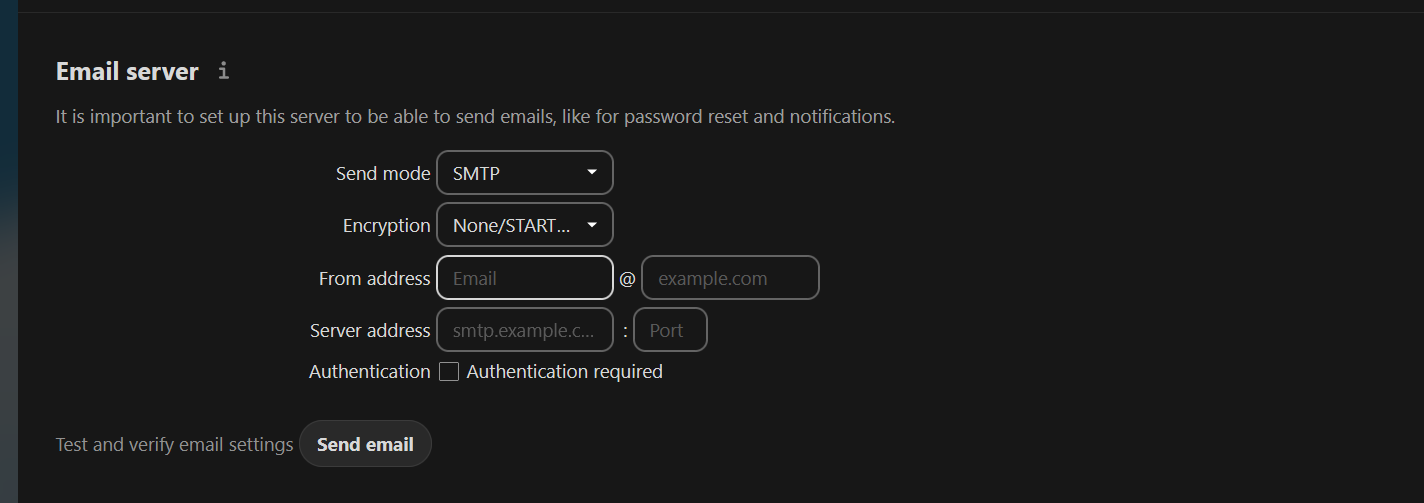 Email server i
It is important to set up this server to be able to send emails, like for password reset and notifications.
Send mode SMTP
Encryption None/START...
From address Email @ example.com
Server address smtp.example.c... : Port
Authentication Authentication required
Test and verify email settings Send email